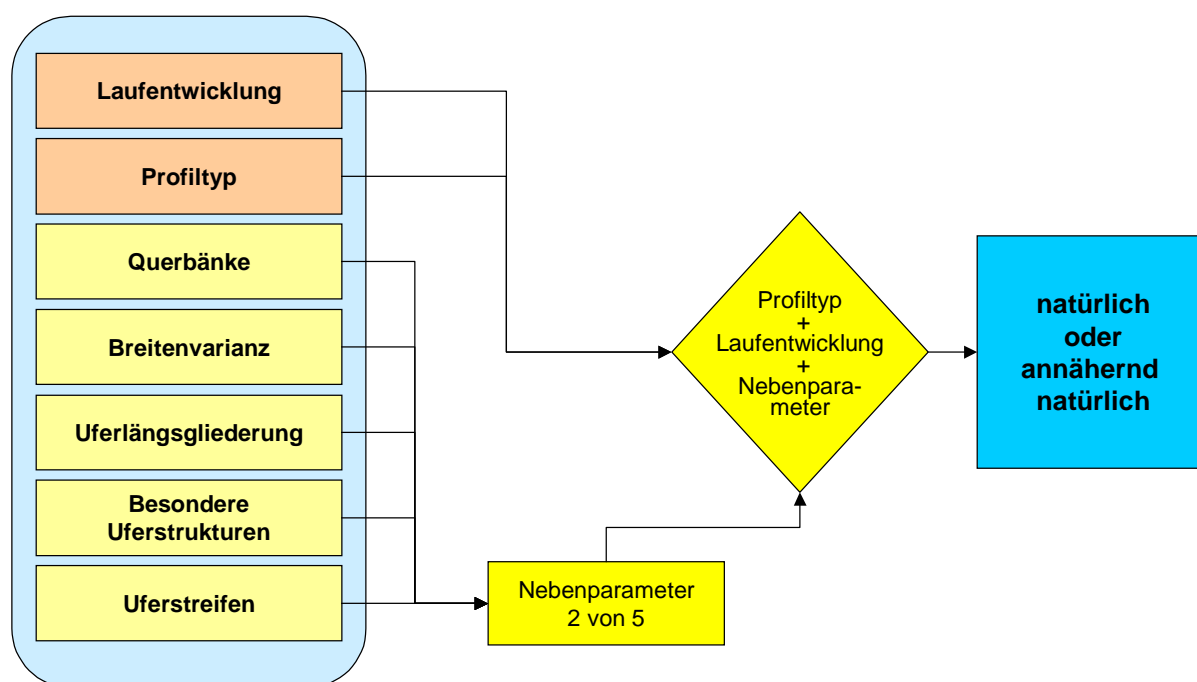 Laufentwicklung
Profiltyp
Querbänke
Breitenvarianz
Uferlängsgliederung
Besondere
Uferstrukturen
Uferstreifen
Nebenparameter
2 von 5
Profiltyp
+
Laufentwicklung
+
Nebenpara-
meter
natürlich
oder
annähernd
natürlich